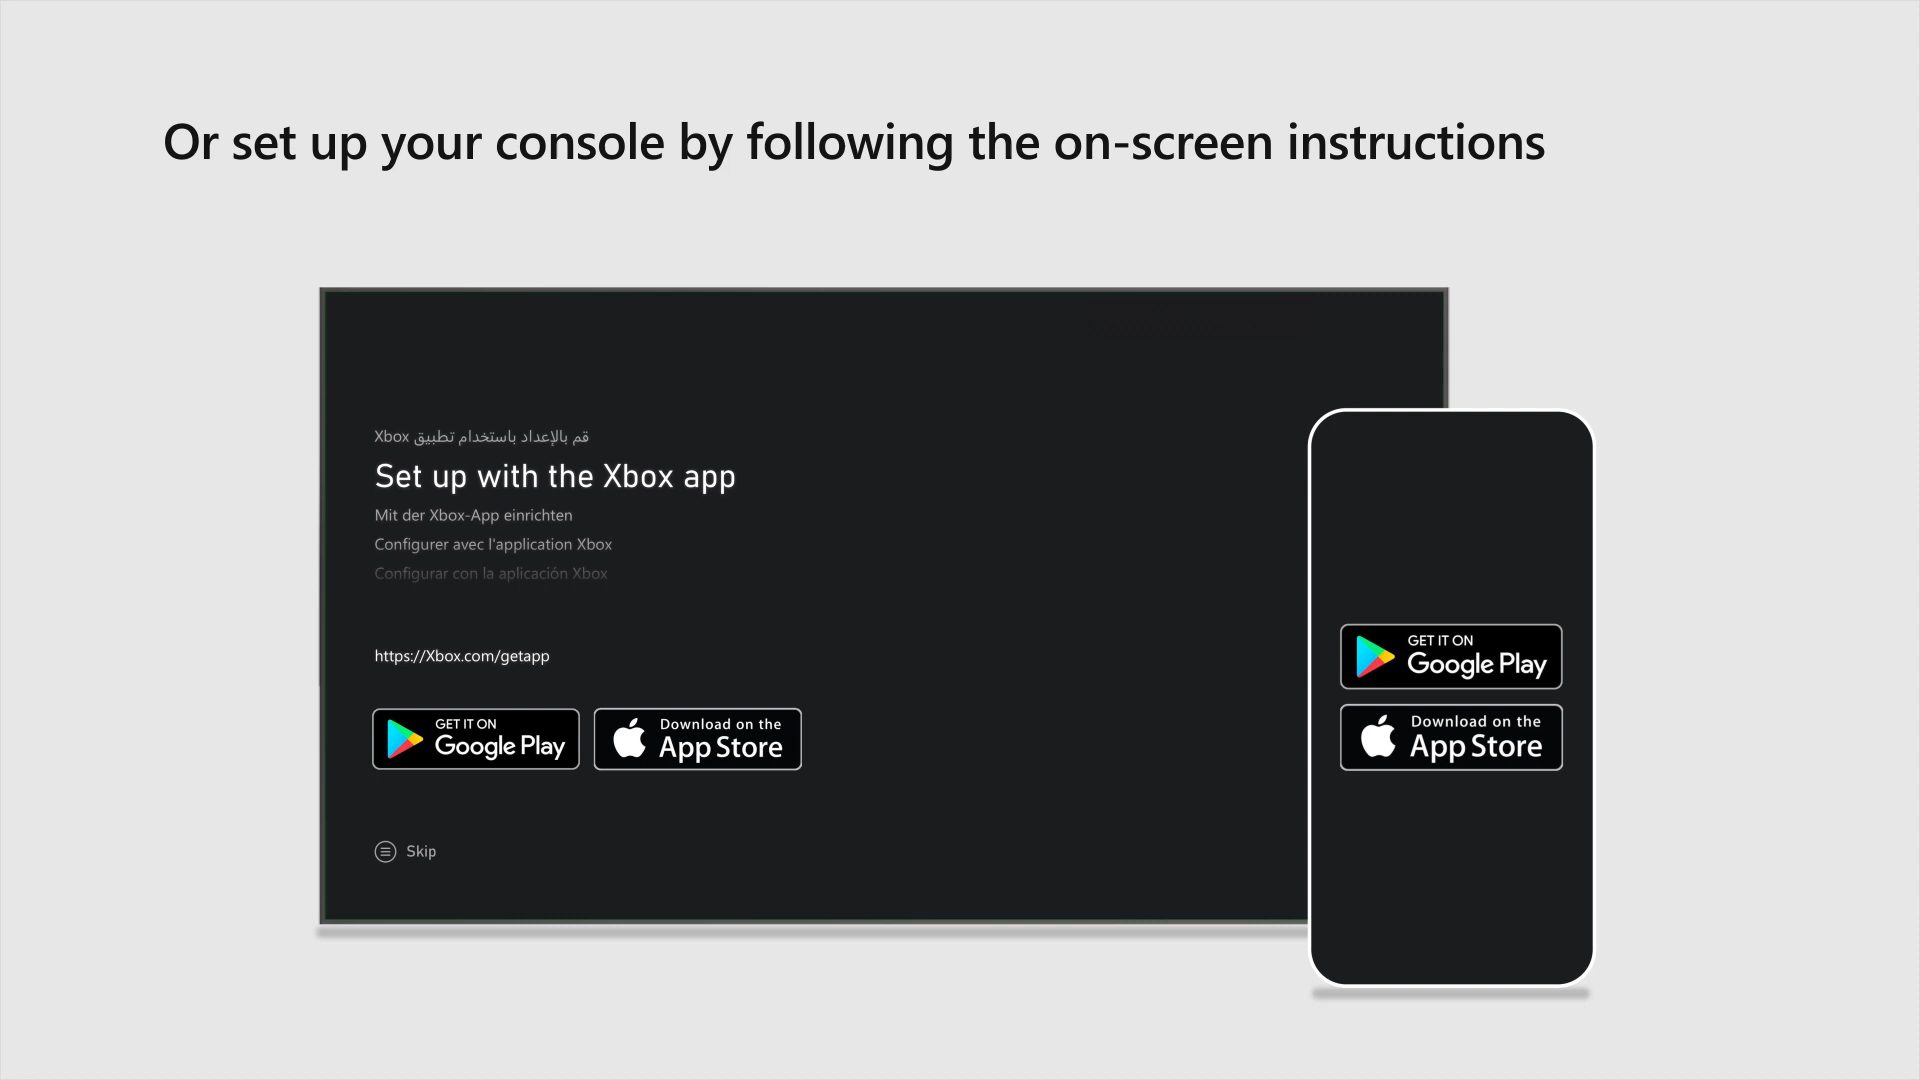 Or set up your console by following the on-screen instructions
قم بالإعداد باستخدام تطبيق Xbox
Set up with the Xbox app
Mit der Xbox-App einrichten
Configurer avec l'application Xbox
Configurar con la aplicación Xbox
https://Xbox.com/getapp
GET IT ON
Google Play
Download on the
App Store
Skip
GET IT ON
Google Play
Download on the
App Store